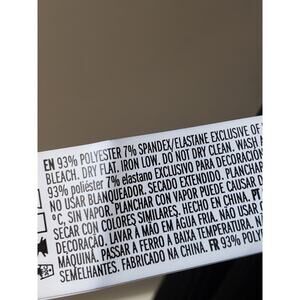 EN 93% POLYESTER 7% SPANDEX/ELASTANE EXCLUSIVE OF
BLEACH. DRY FLAT. IRON LOW. DO NOT DRY CLEAN. WASH
93% poliéster 7% elastano EXCLUSIVO PARA DECORACIÓN
NO USAR BLANQUEADOR. SECADO EXTENDIDO. PLANCHAR
°C, SIN VAPOR. PLANCHAR CON VAPOR PUEDE CAUSAR
SECAR CON COLORES SIMILARES. HECHO EN CHINA. PT
DECORAÇÃO. LAVAR À MÃO EM ÁGUA FRIA. NÃO USAR
MAQUINA. PASSAR A FERRO A BAIXA TEMPERATURA. N
SEMELHANTES. FABRICADO NA CHINA. FR 93% POLY